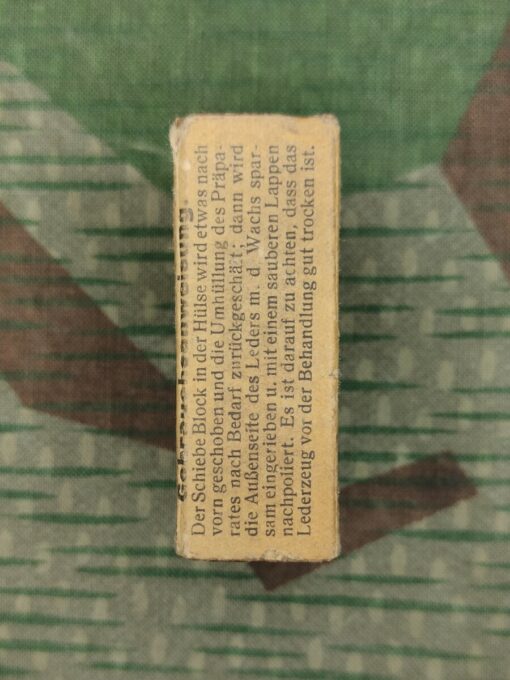 Gebrauchsanweisung.
Der Schiebe Block in der Hülse wird etwas nach
vorn geschoben und die Umhüllung des Präpa-
rates nach Bedarf zurückgeschält; dann wird
die Außenseite des Leders m. d. Wachs spar-
sam eingerieben u. mit einem sauberen Lappen
nachpoliert. Es ist darauf zu achten, dass das
Lederzeug vor der Behandlung gut trocken ist.